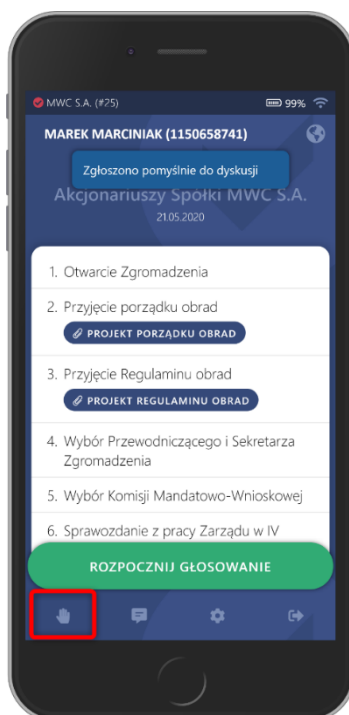 MWC S.A. (#25) 99%
MAREK MARCINIAK (1150658741)
Zgłoszono pomyślnie do dyskusji
Akcjonariuszy Spółki MWC S.A.
21.05.2020
1. Otwarcie Zgromadzenia
2. Przyjęcie porządku obrad
PROJEKT PORZĄDKU OBRAD
3. Przyjęcie Regulaminu obrad
PROJEKT REGULAMINU OBRAD
4. Wybór Przewodniczącego i Sekretarza
Zgromadzenia
5. Wybór Komisji Mandatowo-Wnioskowej
6. Sprawozdanie z pracy Zarządu w IV
ROZPOCZNIJ GŁOSOWANIE